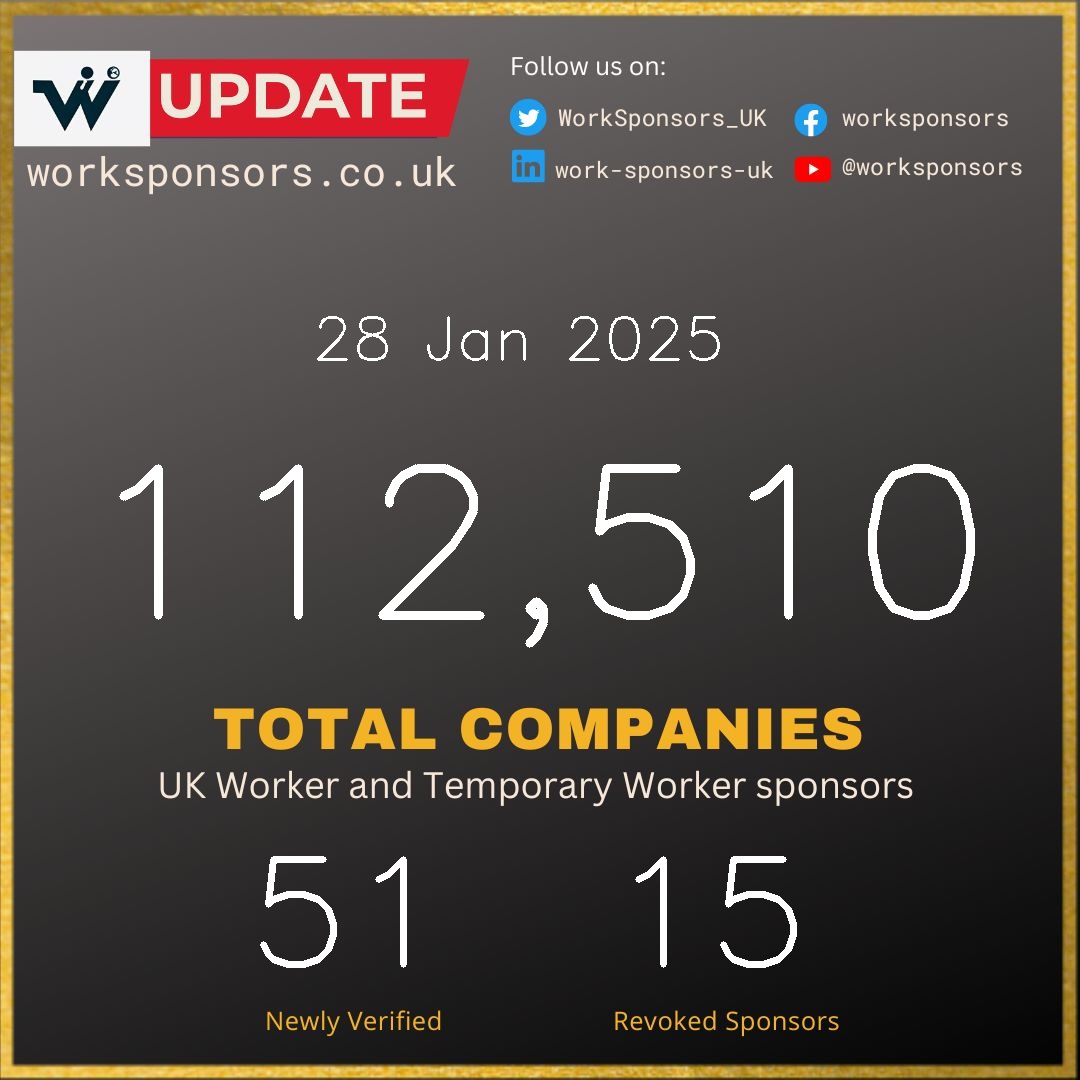 UPDATE
worksponsors.co.uk
Follow us on:
WorkSponsors_UK
worksponsors
work-sponsors-uk
@worksponsors
28 Jan 2025
112,510
TOTAL COMPANIES
UK Worker and Temporary Worker sponsors
51
15
Newly Verified
Revoked Sponsors